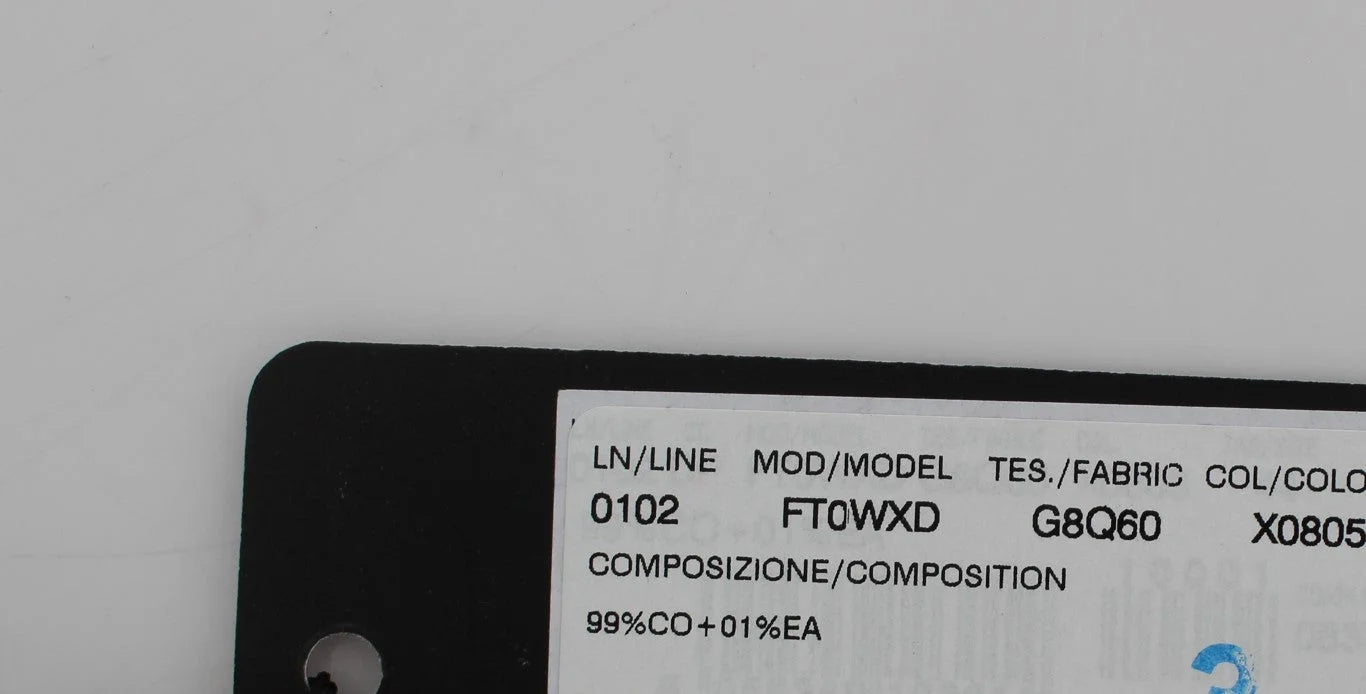 LN/LINE MOD/MODEL TES./FABRIC COL/COLO
0102 FT0WXD G8Q60 X0805
COMPOSIZIONE/COMPOSITION
99%CO+01%EA